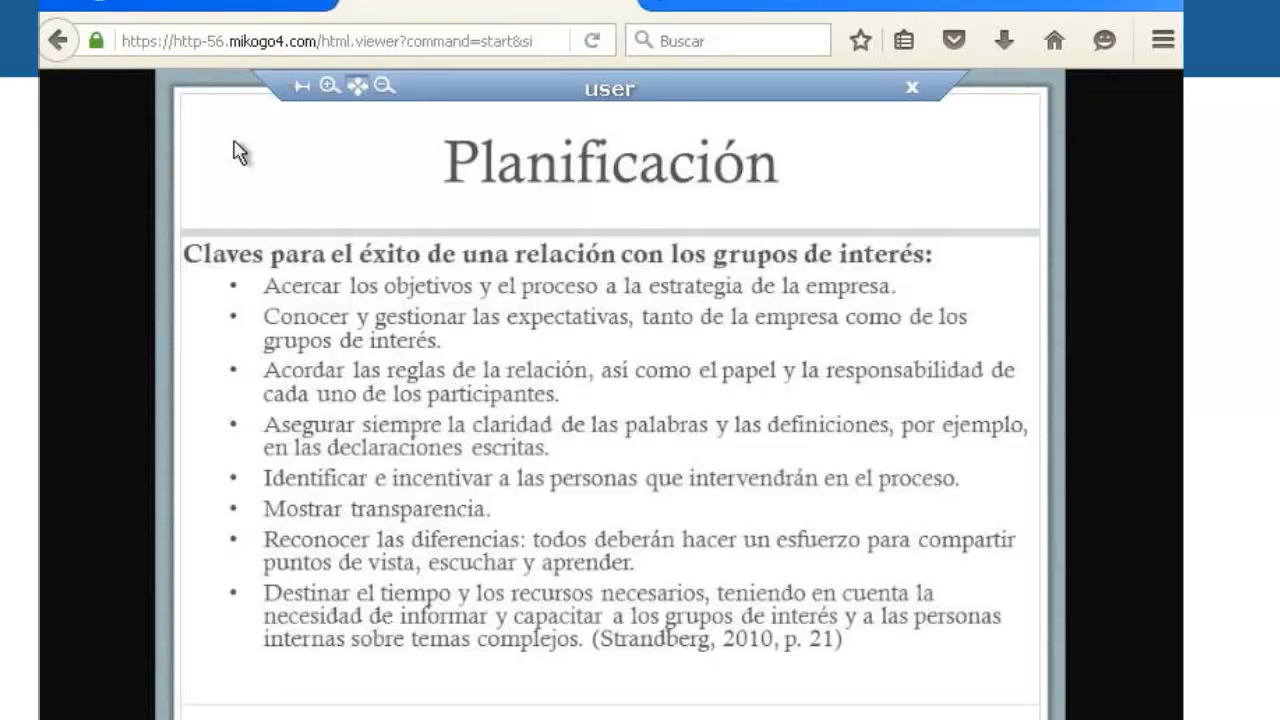 https://http-56.mikogo4.com/html.viewer?command=start&si
Buscar
user
x
Planificación
Claves para el éxito de una relación con los grupos de interés:
• Acercar los objetivos y el proceso a la estrategia de la empresa.
• Conocer y gestionar las expectativas, tanto de la empresa como de los
grupos de interés.
• Acordar las reglas de la relación, así como el papel y la responsabilidad de
cada uno de los participantes.
• Asegurar siempre la claridad de las palabras y las definiciones, por ejemplo,
en las declaraciones escritas.
• Identificar e incentivar a las personas que intervendrán en el proceso.
• Mostrar transparencia.
• Reconocer las diferencias: todos deberán hacer un esfuerzo para compartir
puntos de vista, escuchar y aprender.
• Destinar el tiempo y los recursos necesarios, teniendo en cuenta la
necesidad de informar y capacitar a los grupos de interés y a las personas
internas sobre temas complejos. (Strandberg, 2010, p. 21)